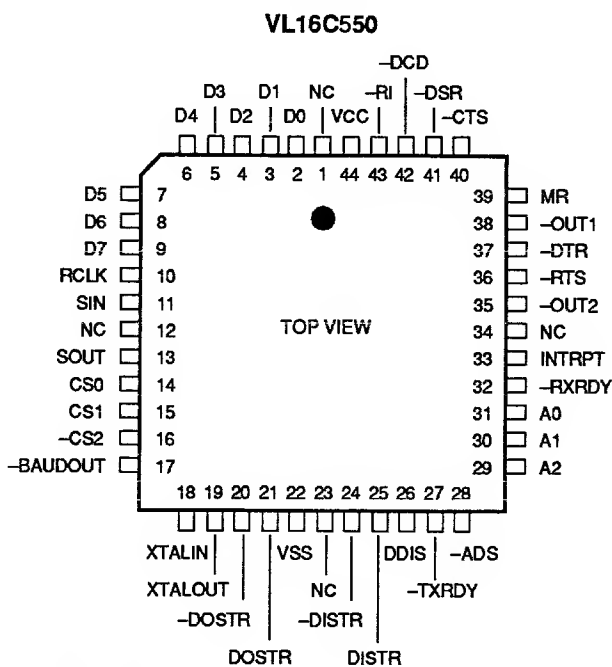 VL16C550
–DCD
D3 D1 NC –RI –DSR
D4 D2 D0 VCC –CTS
6 5 4 3 2 1 44 43 42 41 40
D5 7 39 MR
D6 8 38 –OUT1
D7 9 37 –DTR
RCLK 10 36 –RTS
SIN 11 35 –OUT2
NC 12 34 NC
SOUT 13 33 INTRPT
CS0 14 32 –RXRDY
CS1 15 31 A0
–CS2 16 30 A1
–BAUDOUT 17 29 A2
TOP VIEW
18 19 20 21 22 23 24 25 26 27 28
XTALIN VSS DDIS –ADS
XTALOUT NC –TXRDY
–DOSTR –DISTR
DOSTR DISTR